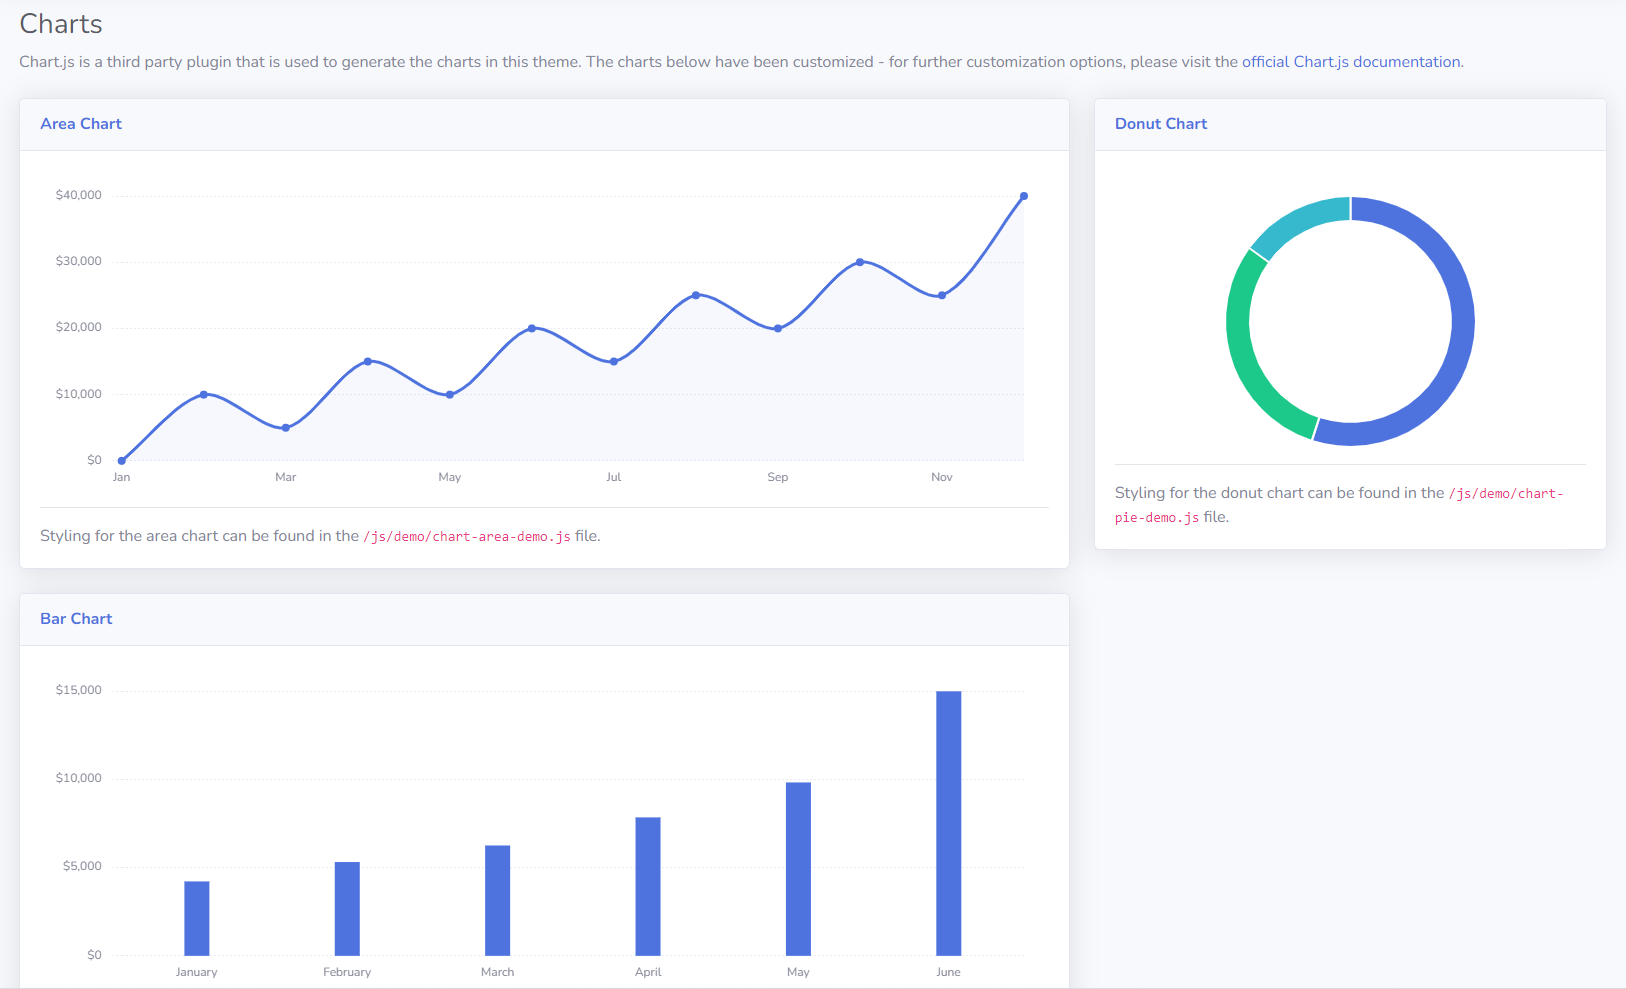 Charts
Chart.js is a third party plugin that is used to generate the charts in this theme. The charts below have been customized - for further customization options, please visit the official Chart.js documentation.
Area Chart
$40,000
$30,000
$20,000
$10,000
$0
Jan Mar May Jul Sep Nov
Styling for the area chart can be found in the /js/demo/chart-area-demo.js file.
Donut Chart
Styling for the donut chart can be found in the /js/demo/chart-
pie-demo.js file.
Bar Chart
$15,000
$10,000
$5,000
$0
January February March April May June